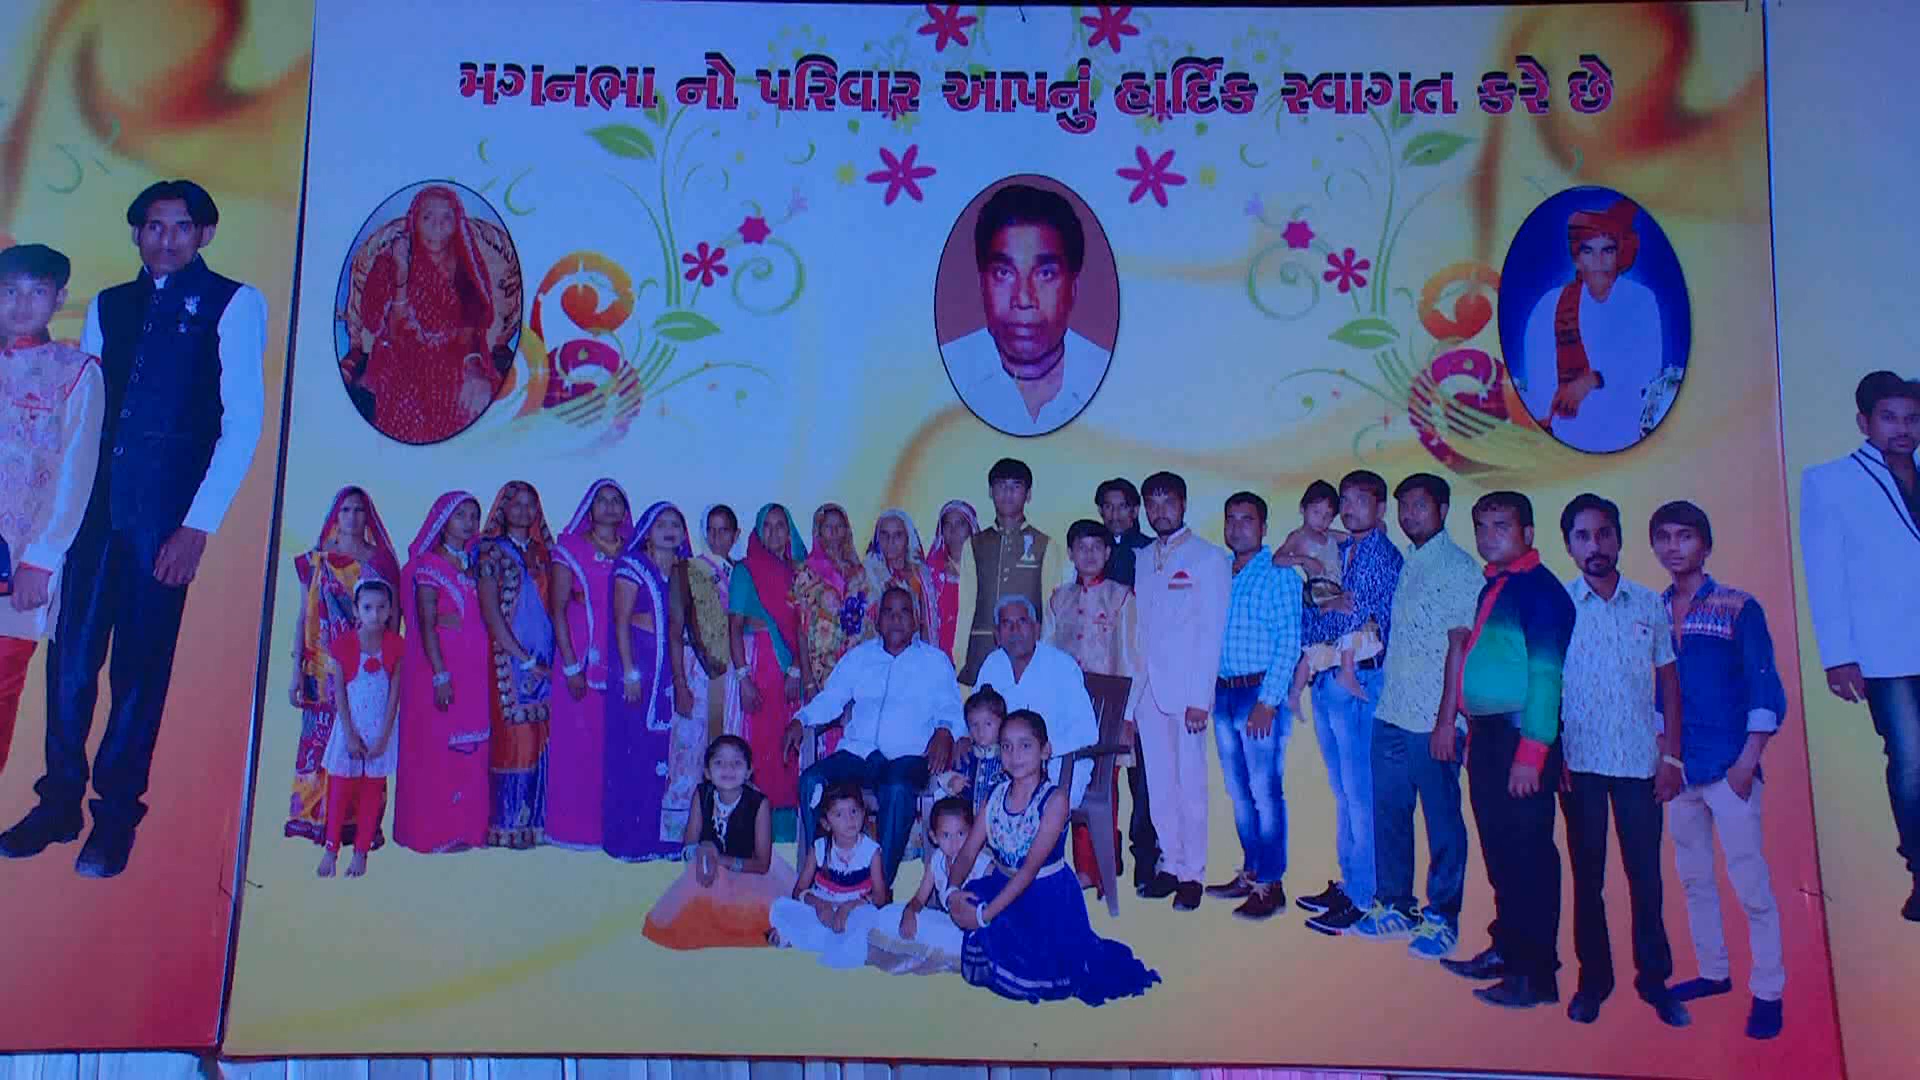 મગનભા નો પરિવાર આપનું હાર્દિક સ્વાગત કરે છે